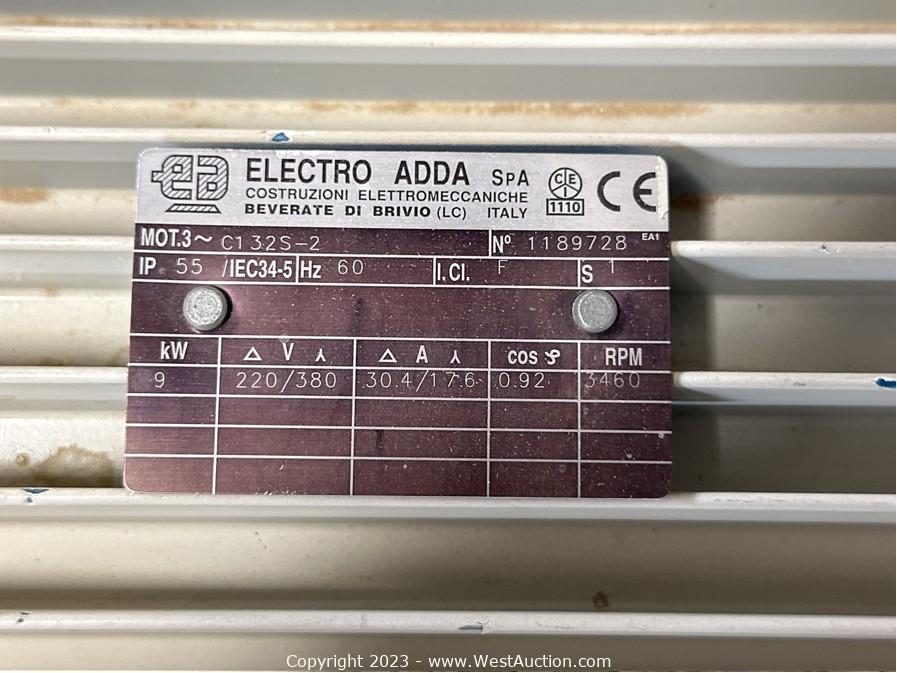 ELECTRO ADDA SpA
COSTRUZIONI ELETTROMECCANICHE
BEVERATE DI BRIVIO (LC) ITALY
CEI
1110
CE
MOT.3~ C132S-2 Nº 1189728 EA1
IP 55 /IEC34-5 Hz 60 I.Cl. F S 1
kW △ V ⅄ △ A ⅄ cos φ RPM
9 220/380 30.4/17.6 0.92 3460
Copyright 2023 - www.WestAuction.com